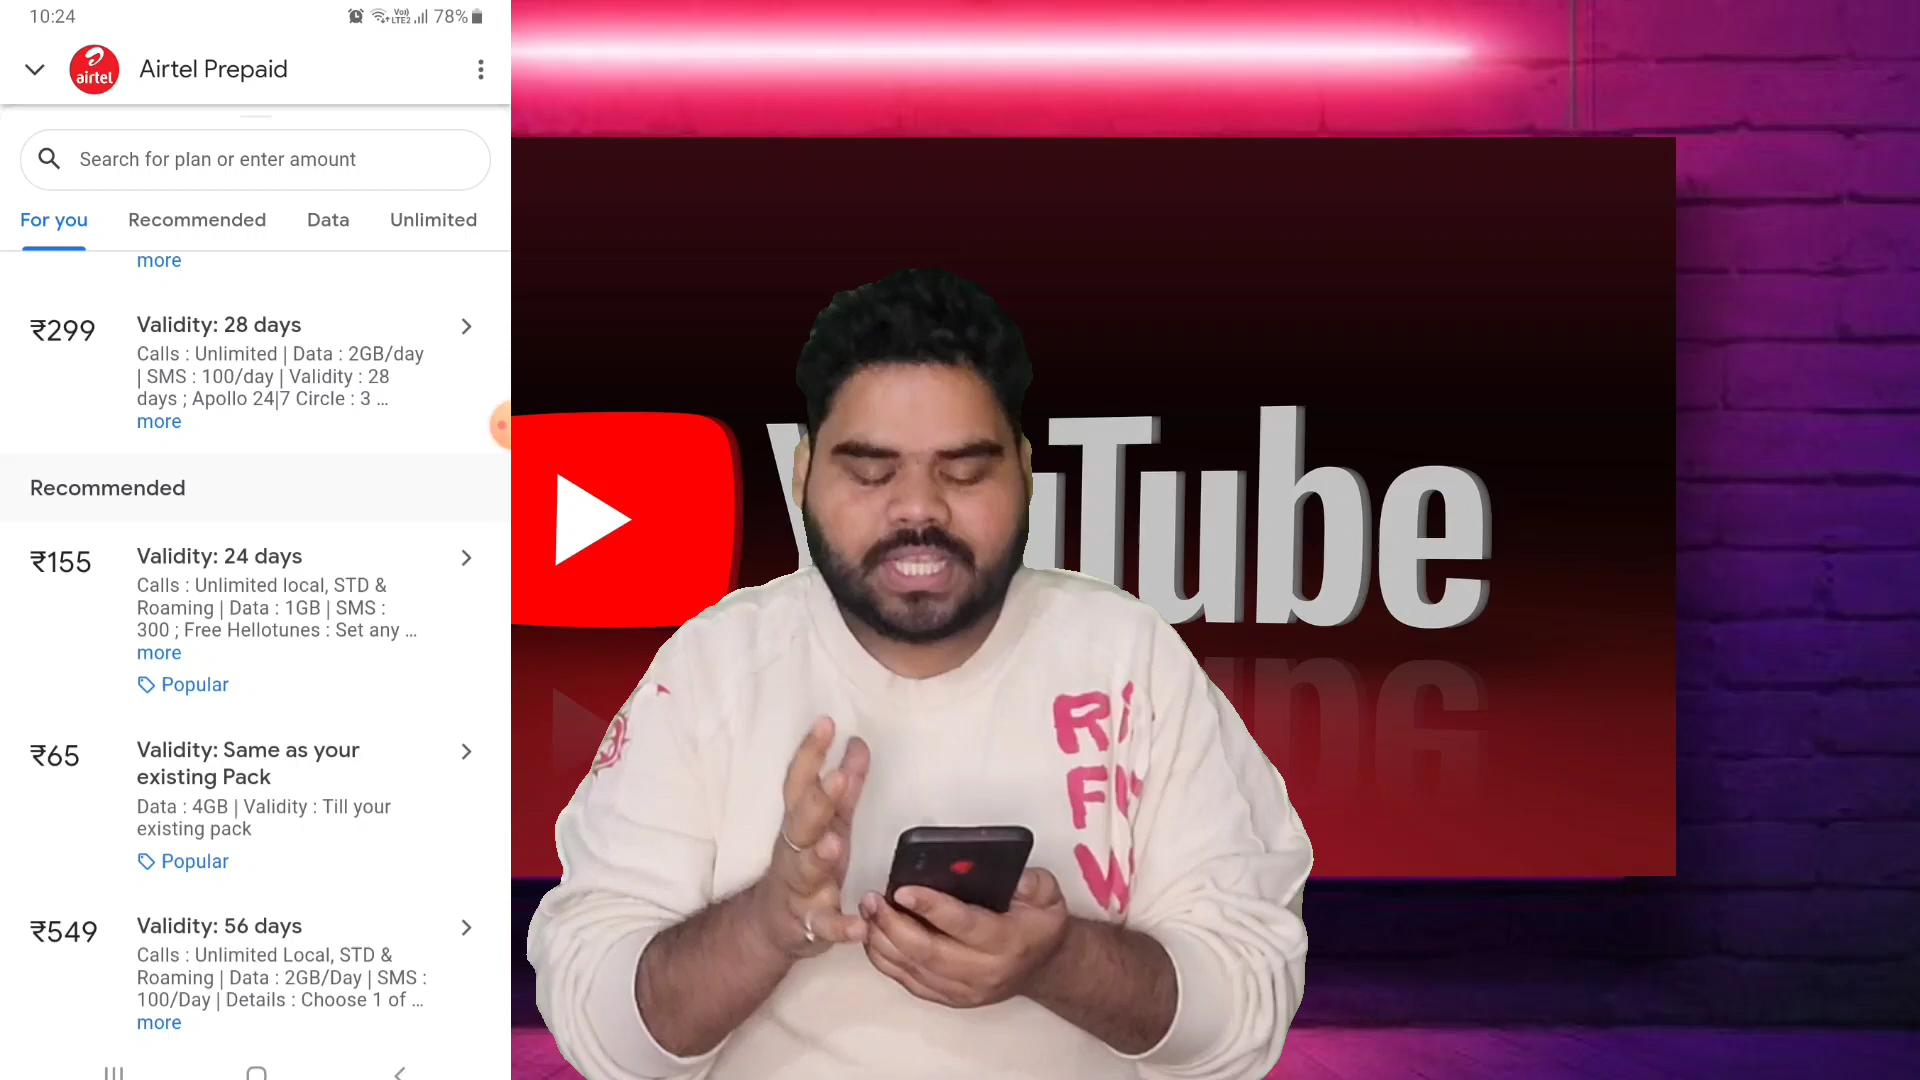 10:24
Vo)
LTE2
78%
airtel
Airtel Prepaid
Search for plan or enter amount
For you
Recommended
Data
Unlimited
more
₹299
Validity: 28 days
Calls : Unlimited | Data : 2GB/day
| SMS : 100/day | Validity : 28
days ; Apollo 24|7 Circle : 3 ...
more
Recommended
₹155
Validity: 24 days
Calls : Unlimited local, STD &
Roaming | Data : 1GB | SMS :
300 ; Free Hellotunes : Set any ...
more
Popular
₹65
Validity: Same as your
existing Pack
Data : 4GB | Validity : Till your
existing pack
Popular
₹549
Validity: 56 days
Calls : Unlimited Local, STD &
Roaming | Data : 2GB/Day | SMS :
100/Day | Details : Choose 1 of ...
more
YouTube